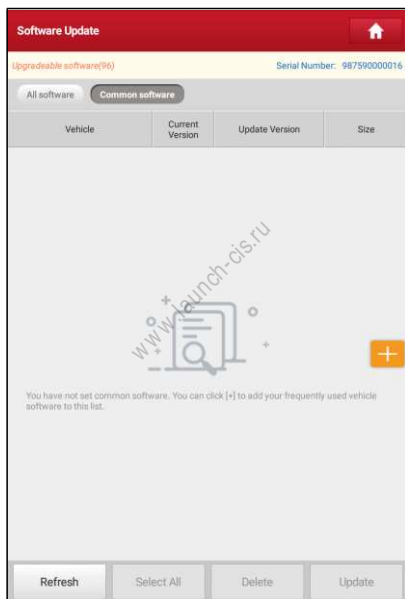 Software Update
Upgradeable software(96)
Serial Number: 987590000016
All software
Common software
Vehicle
Current
Version
Update Version
Size
www.launch-cis.ru
You have not set common software. You can click [+] to add your frequently used vehicle
software to this list.
Refresh
Select All
Delete
Update